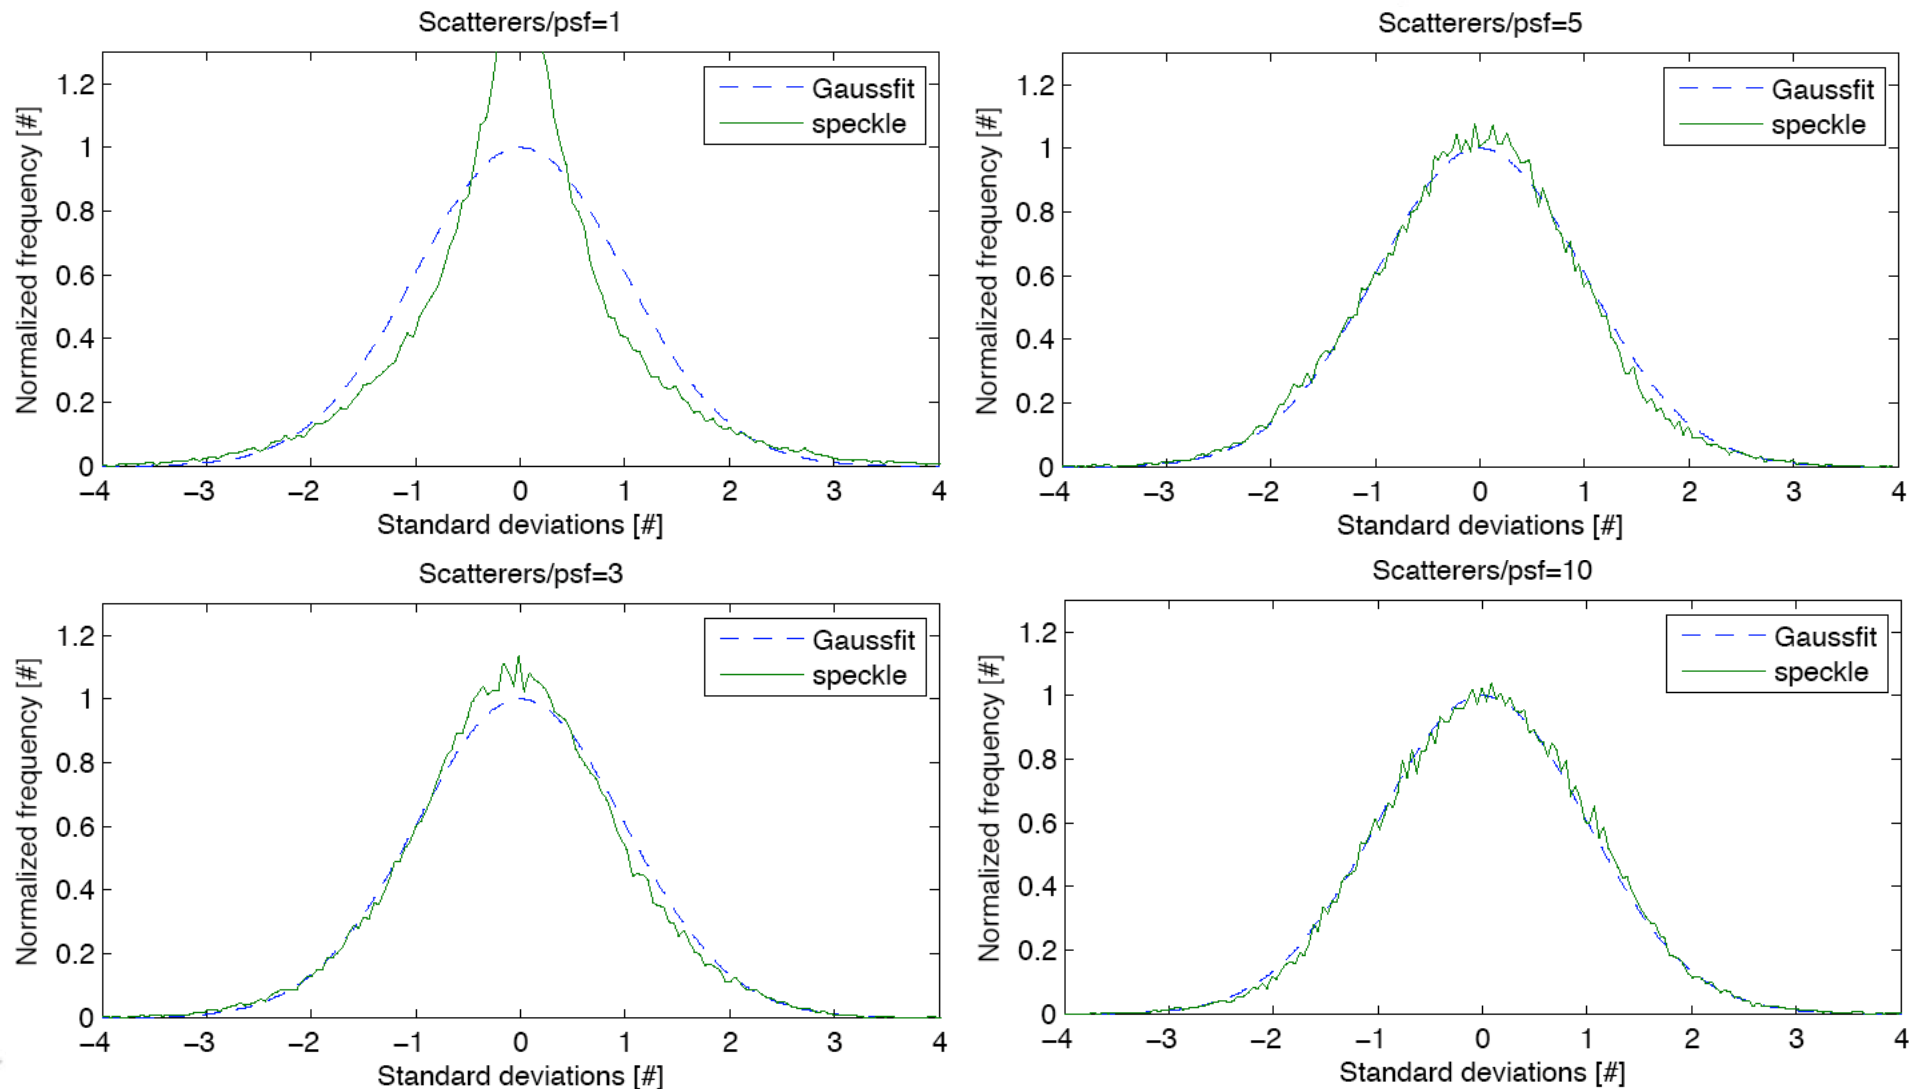 Scatterers/psf=1
Normalized frequency [#]
1.2
1
0.8
0.6
0.4
0.2
0
Gaussfit
speckle
−4 −3 −2 −1 0 1 2 3 4
Standard deviations [#]
Scatterers/psf=5
Normalized frequency [#]
1.2
1
0.8
0.6
0.4
0.2
0
Gaussfit
speckle
−4 −3 −2 −1 0 1 2 3 4
Standard deviations [#]
Scatterers/psf=3
Normalized frequency [#]
1.2
1
0.8
0.6
0.4
0.2
0
Gaussfit
speckle
−4 −3 −2 −1 0 1 2 3 4
Standard deviations [#]
Scatterers/psf=10
Normalized frequency [#]
1.2
1
0.8
0.6
0.4
0.2
0
Gaussfit
speckle
−4 −3 −2 −1 0 1 2 3 4
Standard deviations [#]